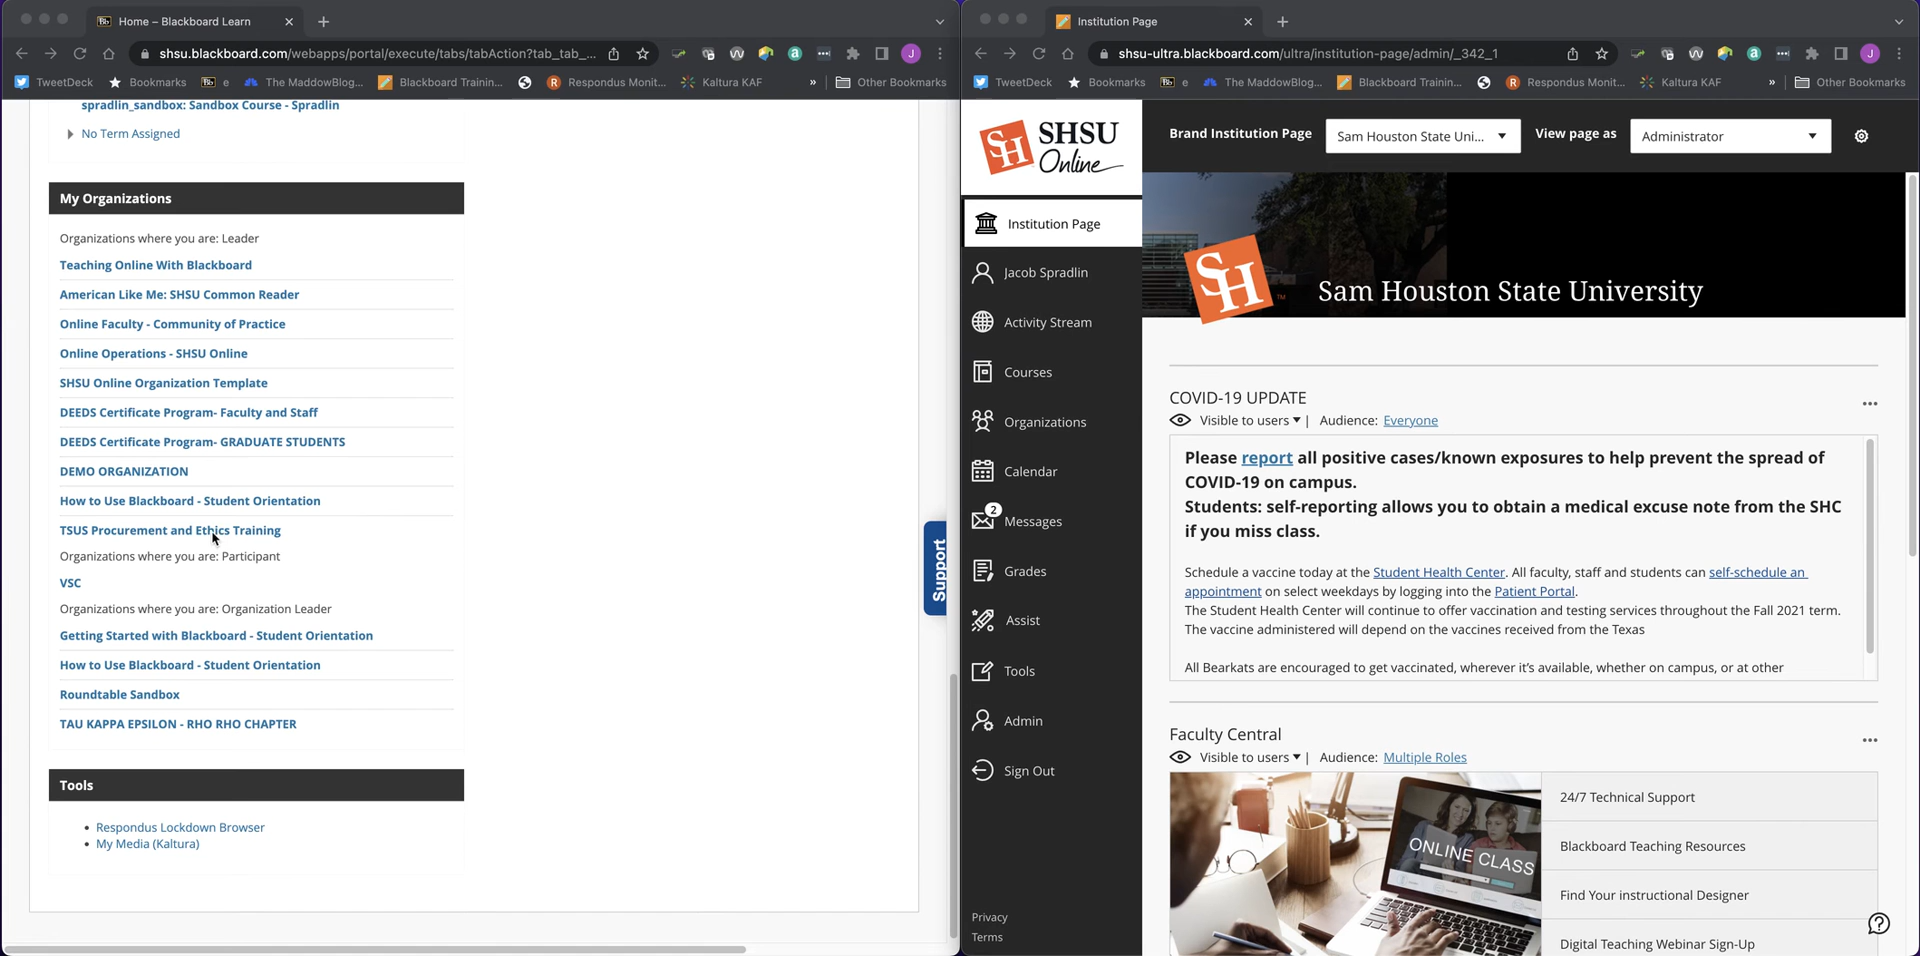 Home – Blackboard Learn
shsu.blackboard.com/webapps/portal/execute/tabs/tabAction?tab_tab_...
J
TweetDeck
Bookmarks
Bb e
The MaddowBlog...
Blackboard Trainin...
Respondus Monit...
Kaltura KAF
»
Other Bookmarks
spradlin_sandbox: Sandbox Course - Spradlin
No Term Assigned
My Organizations
Organizations where you are: Leader
Teaching Online With Blackboard
American Like Me: SHSU Common Reader
Online Faculty - Community of Practice
Online Operations - SHSU Online
SHSU Online Organization Template
DEEDS Certificate Program- Faculty and Staff
DEEDS Certificate Program- GRADUATE STUDENTS
DEMO ORGANIZATION
How to Use Blackboard - Student Orientation
TSUS Procurement and Ethics Training
Organizations where you are: Participant
VSC
Organizations where you are: Organization Leader
Getting Started with Blackboard - Student Orientation
How to Use Blackboard - Student Orientation
Roundtable Sandbox
TAU KAPPA EPSILON - RHO RHO CHAPTER
Tools
Respondus Lockdown Browser
My Media (Kaltura)
Support
Institution Page
shsu-ultra.blackboard.com/ultra/institution-page/admin/_342_1
J
TweetDeck
Bookmarks
Bb e
The MaddowBlog...
Blackboard Trainin...
Respondus Monit...
Kaltura KAF
»
Other Bookmarks
SH SHSU Online
Brand Institution Page
Sam Houston State Uni...
View page as
Administrator
Institution Page
Jacob Spradlin
Activity Stream
Courses
Organizations
Calendar
2
Messages
Grades
Assist
Tools
Admin
Sign Out
Privacy
Terms
SH TM
Sam Houston State University
COVID-19 UPDATE
Visible to users | Audience: Everyone
Please report all positive cases/known exposures to help prevent the spread of
COVID-19 on campus.
Students: self-reporting allows you to obtain a medical excuse note from the SHC
if you miss class.
Schedule a vaccine today at the Student Health Center. All faculty, staff and students can self-schedule an
appointment on select weekdays by logging into the Patient Portal.
The Student Health Center will continue to offer vaccination and testing services throughout the Fall 2021 term.
The vaccine administered will depend on the vaccines received from the Texas
All Bearkats are encouraged to get vaccinated, wherever it's available, whether on campus, or at other
Faculty Central
Visible to users | Audience: Multiple Roles
ONLINE CLASS
24/7 Technical Support
Blackboard Teaching Resources
Find Your instructional Designer
Digital Teaching Webinar Sign-Up